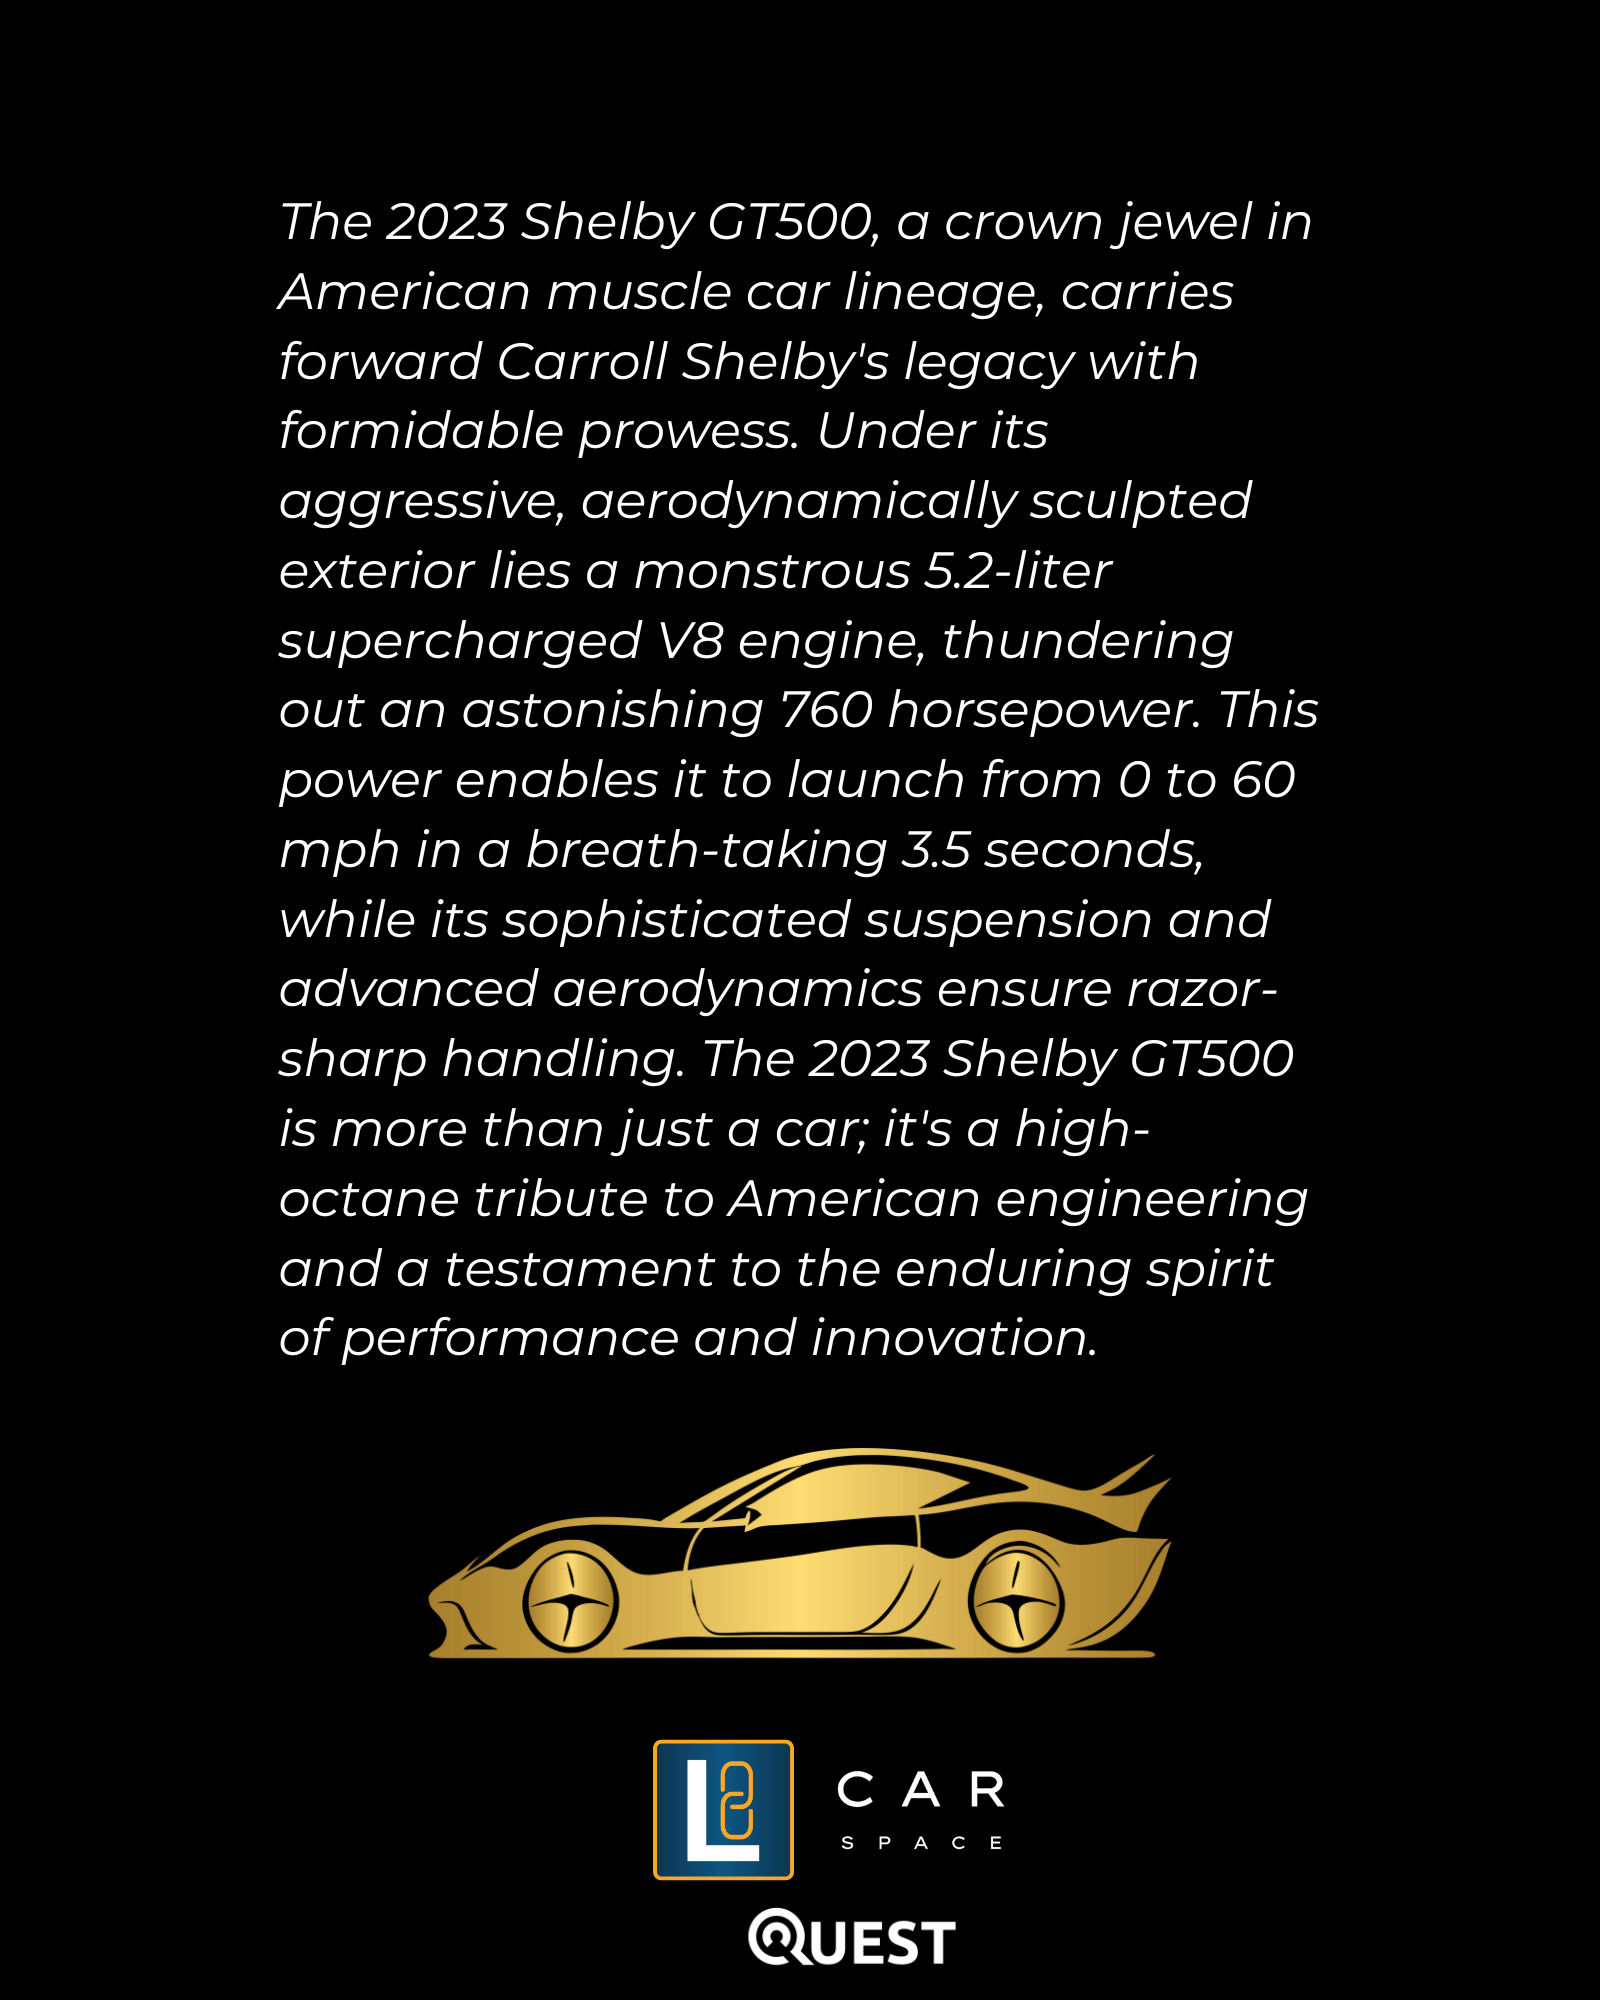 The 2023 Shelby GT500, a crown jewel in
American muscle car lineage, carries
forward Carroll Shelby's legacy with
formidable prowess. Under its
aggressive, aerodynamically sculpted
exterior lies a monstrous 5.2-liter
supercharged V8 engine, thundering
out an astonishing 760 horsepower. This
power enables it to launch from 0 to 60
mph in a breath-taking 3.5 seconds,
while its sophisticated suspension and
advanced aerodynamics ensure razor-
sharp handling. The 2023 Shelby GT500
is more than just a car; it's a high-
octane tribute to American engineering
and a testament to the enduring spirit
of performance and innovation.
L
CAR
SPACE
QUEST